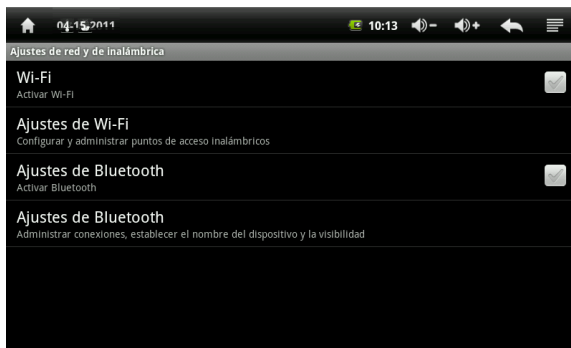 04-15-2011 10:13
Ajustes de red y de inalámbrica
Wi-Fi
Activar Wi-Fi
Ajustes de Wi-Fi
Configurar y administrar puntos de acceso inalámbricos
Ajustes de Bluetooth
Activar Bluetooth
Ajustes de Bluetooth
Administrar conexiones, establecer el nombre del dispositivo y la visibilidad